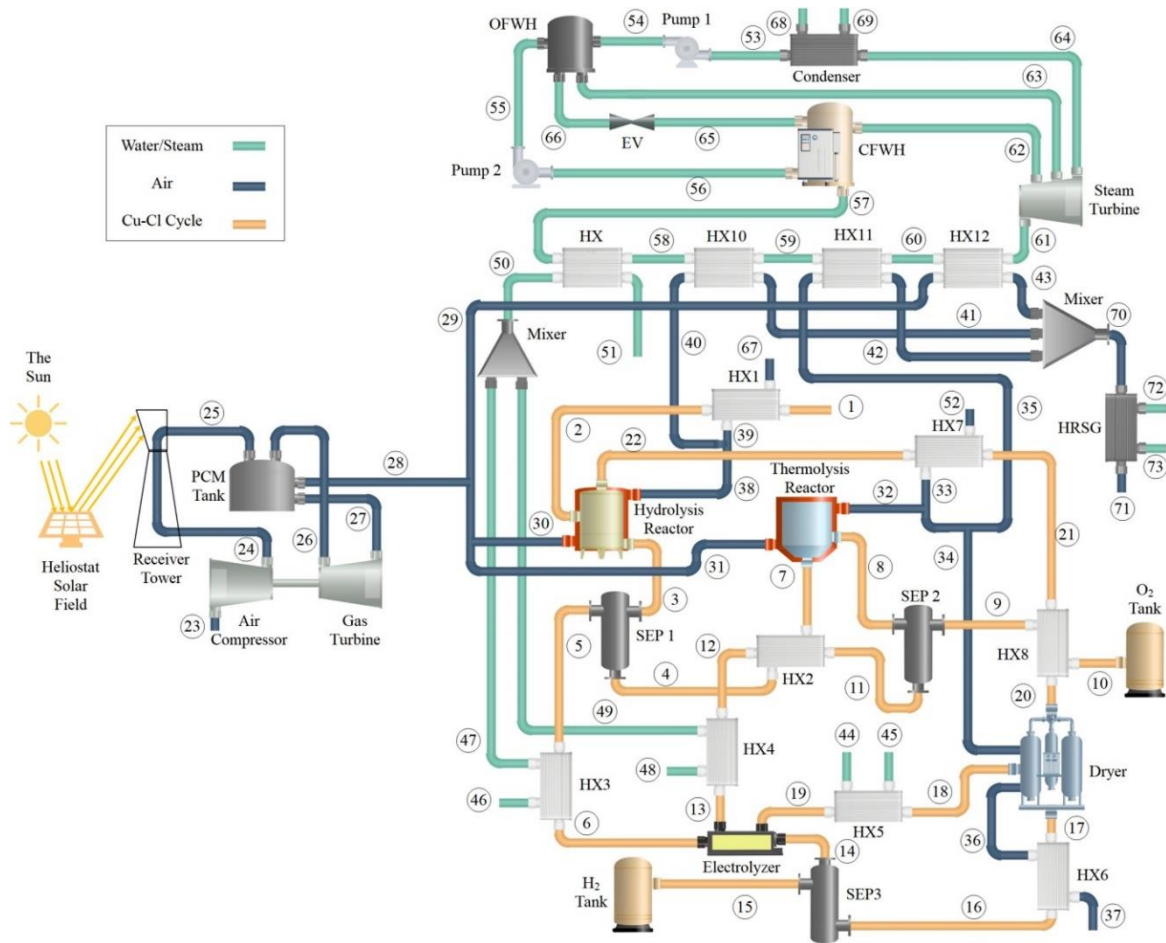 OFWH
54
Pump 1
53
68
69
Condenser
64
63
55
66
EV
65
CFWH
62
Pump 2
56
57
Steam
Turbine
Water/Steam
Air
Cu-Cl Cycle
50
HX
58
HX10
59
HX11
60
HX12
61
43
Mixer
29
Mixer
51
40
67
41
42
70
The
Sun
25
2
22
HX1
1
39
52
HX7
35
72
HRSG
73
PCM
Tank
28
Thermolysis
Reactor
38
32
33
71
27
30
Hydrolysis
Reactor
24
26
31
7
8
34
21
Heliostat
Solar
Field
Receiver
Tower
23
Air
Compressor
Gas
Turbine
3
SEP 1
SEP 2
9
O2
Tank
5
12
HX2
HX8
4
11
10
20
49
47
HX4
44
45
Dryer
48
HX3
46
13
19
HX5
18
6
17
36
Electrolyzer
14
H2
Tank
SEP3
HX6
15
16
37